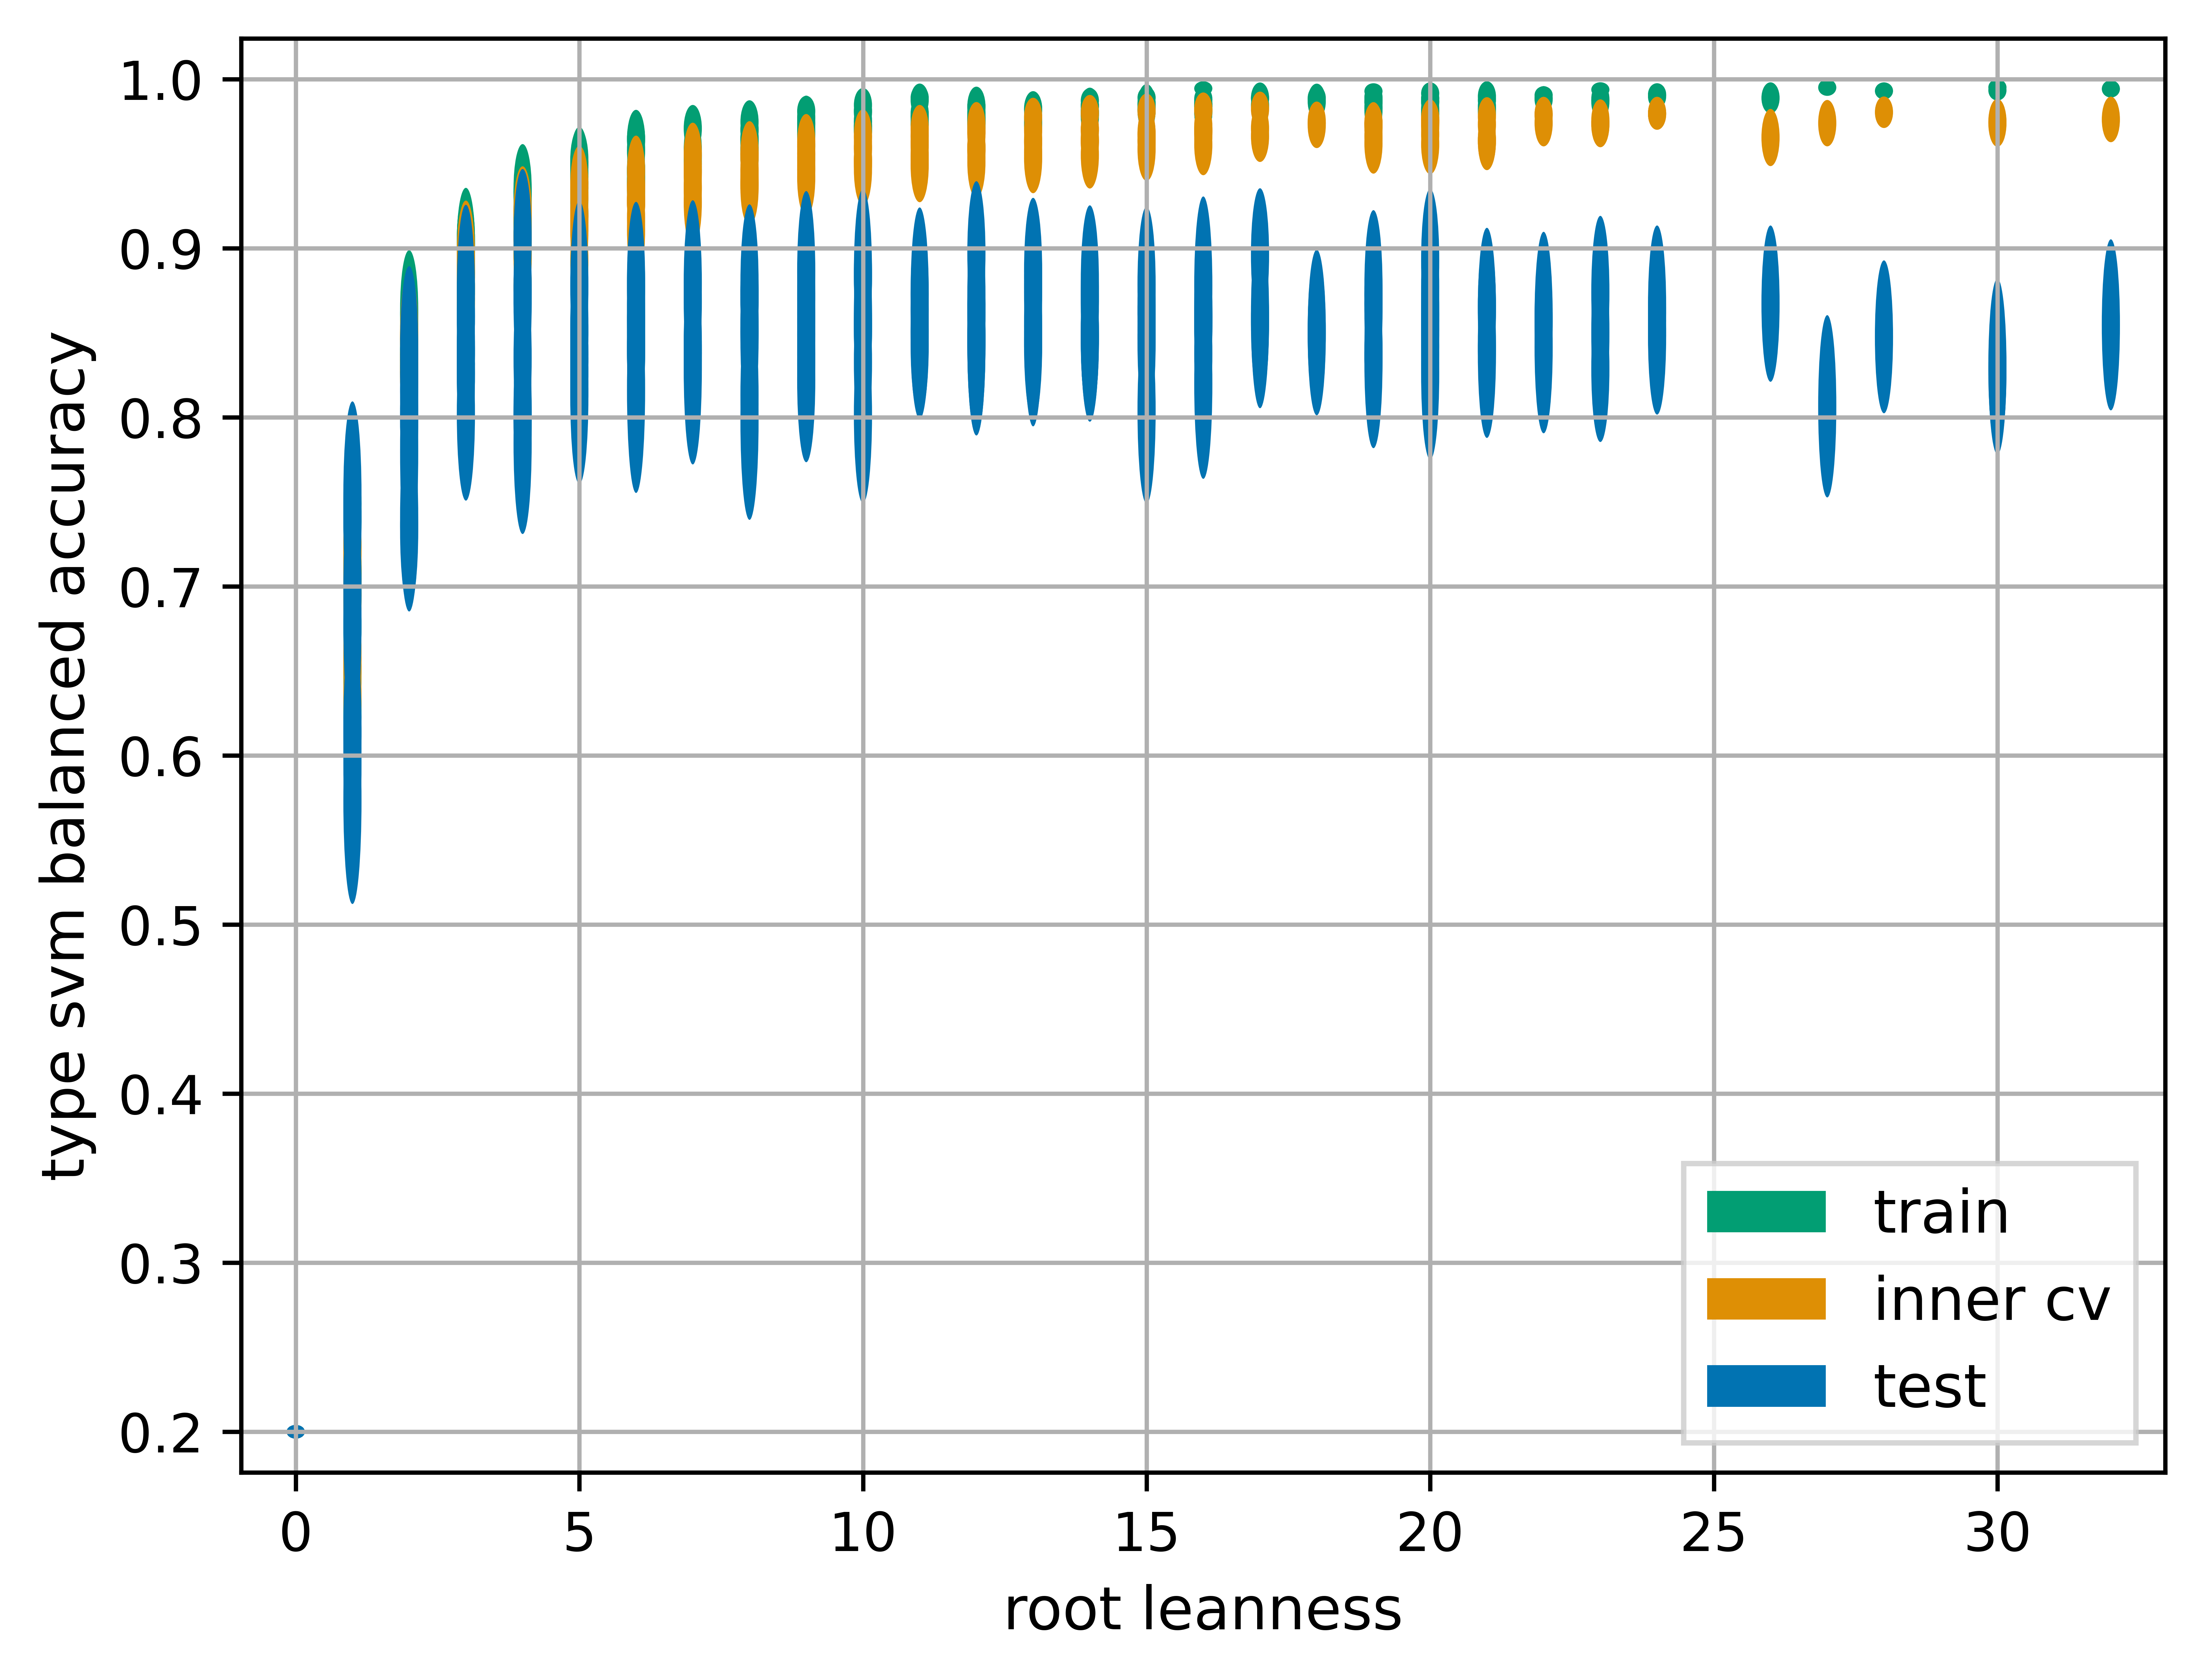 1.0
0.9
0.8
0.7
0.6
0.5
0.4
0.3
0.2
type svm balanced accuracy
train
inner cv
test
0 5 10 15 20 25 30
root leanness